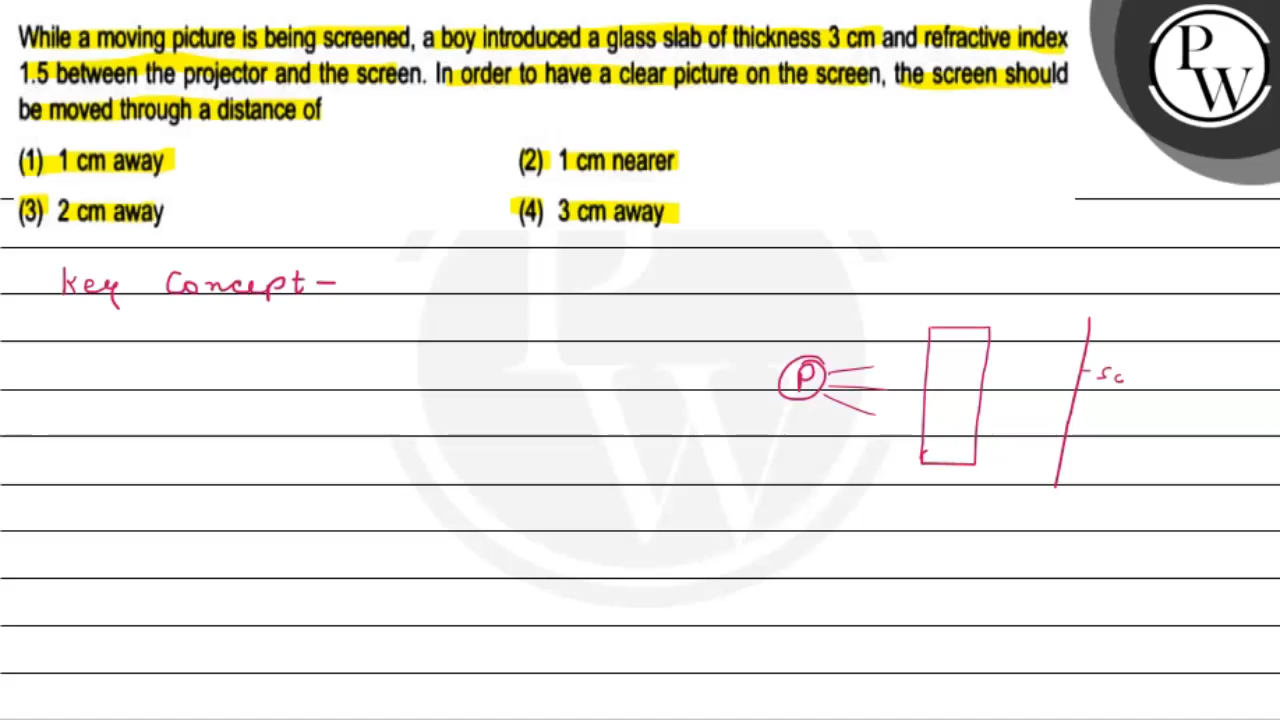 While a moving picture is being screened, a boy introduced a glass slab of thickness 3 cm and refractive index
1.5 between the projector and the screen. In order to have a clear picture on the screen, the screen should
be moved through a distance of
(1) 1 cm away (2) 1 cm nearer
(3) 2 cm away (4) 3 cm away
Key Concept -
P
Sc
PW
PW